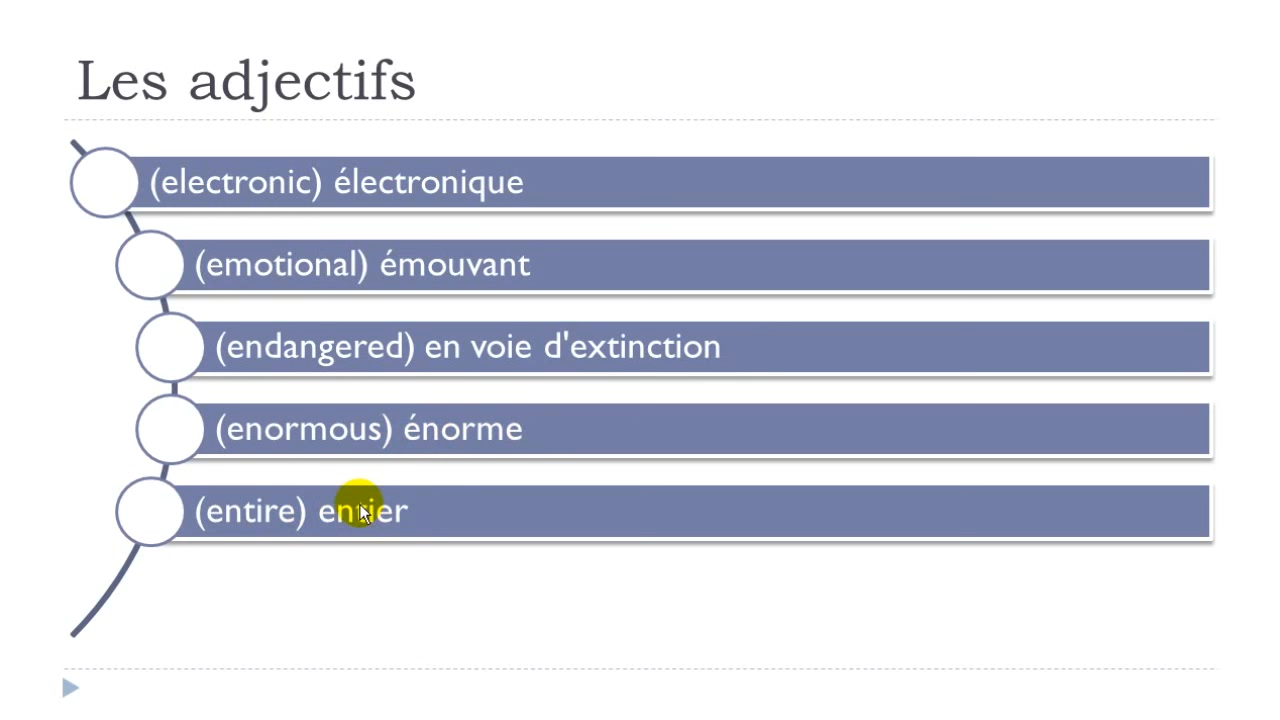 Les adjectifs
(electronic) électronique
(emotional) émouvant
(endangered) en voie d'extinction
(enormous) énorme
(entire) entier